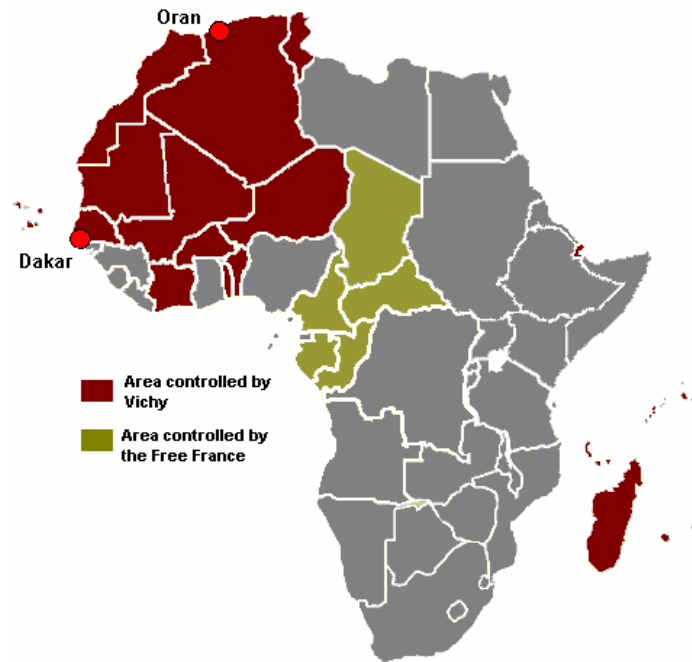 Oran
Dakar
Area controlled by
Vichy
Area controlled by
the Free France